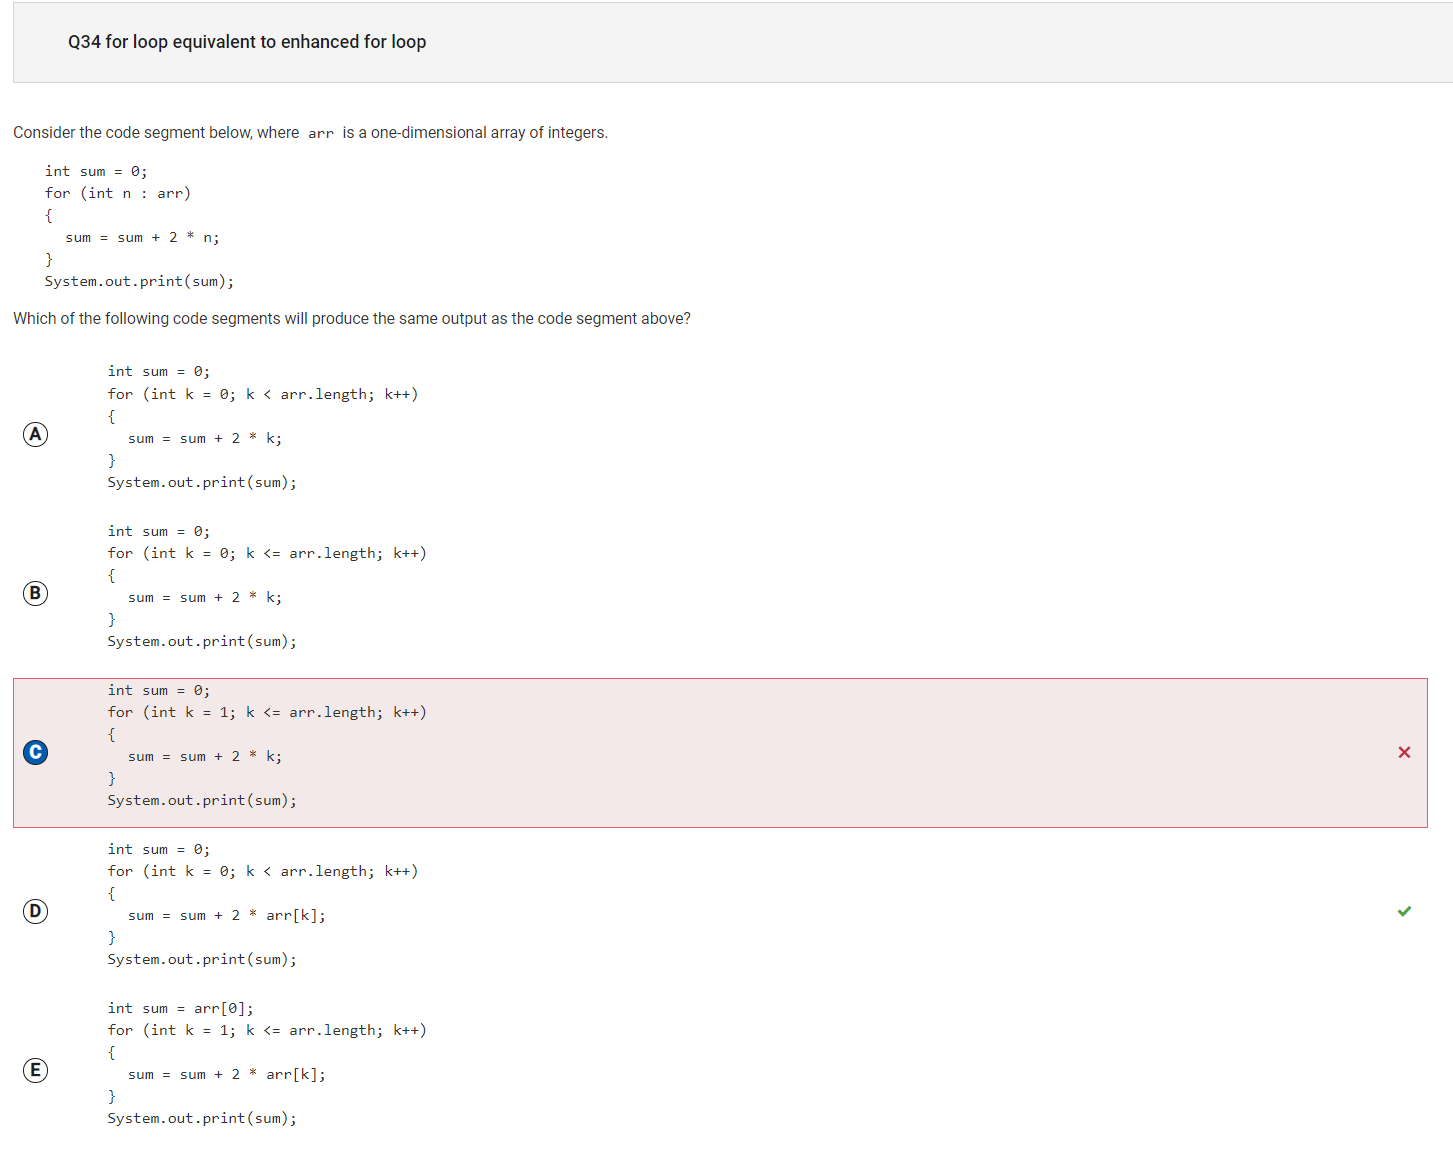 Q34 for loop equivalent to enhanced for loop
Consider the code segment below, where arr is a one-dimensional array of integers.
int sum = 0;
for (int n : arr)
{
sum = sum + 2 * n;
}
System.out.print(sum);
Which of the following code segments will produce the same output as the code segment above?
A
int sum = 0;
for (int k = 0; k < arr.length; k++)
{
sum = sum + 2 * k;
}
System.out.print(sum);
B
int sum = 0;
for (int k = 0; k <= arr.length; k++)
{
sum = sum + 2 * k;
}
System.out.print(sum);
C
int sum = 0;
for (int k = 1; k <= arr.length; k++)
{
sum = sum + 2 * k;
}
System.out.print(sum);
D
int sum = 0;
for (int k = 0; k < arr.length; k++)
{
sum = sum + 2 * arr[k];
}
System.out.print(sum);
E
int sum = arr[0];
for (int k = 1; k <= arr.length; k++)
{
sum = sum + 2 * arr[k];
}
System.out.print(sum);